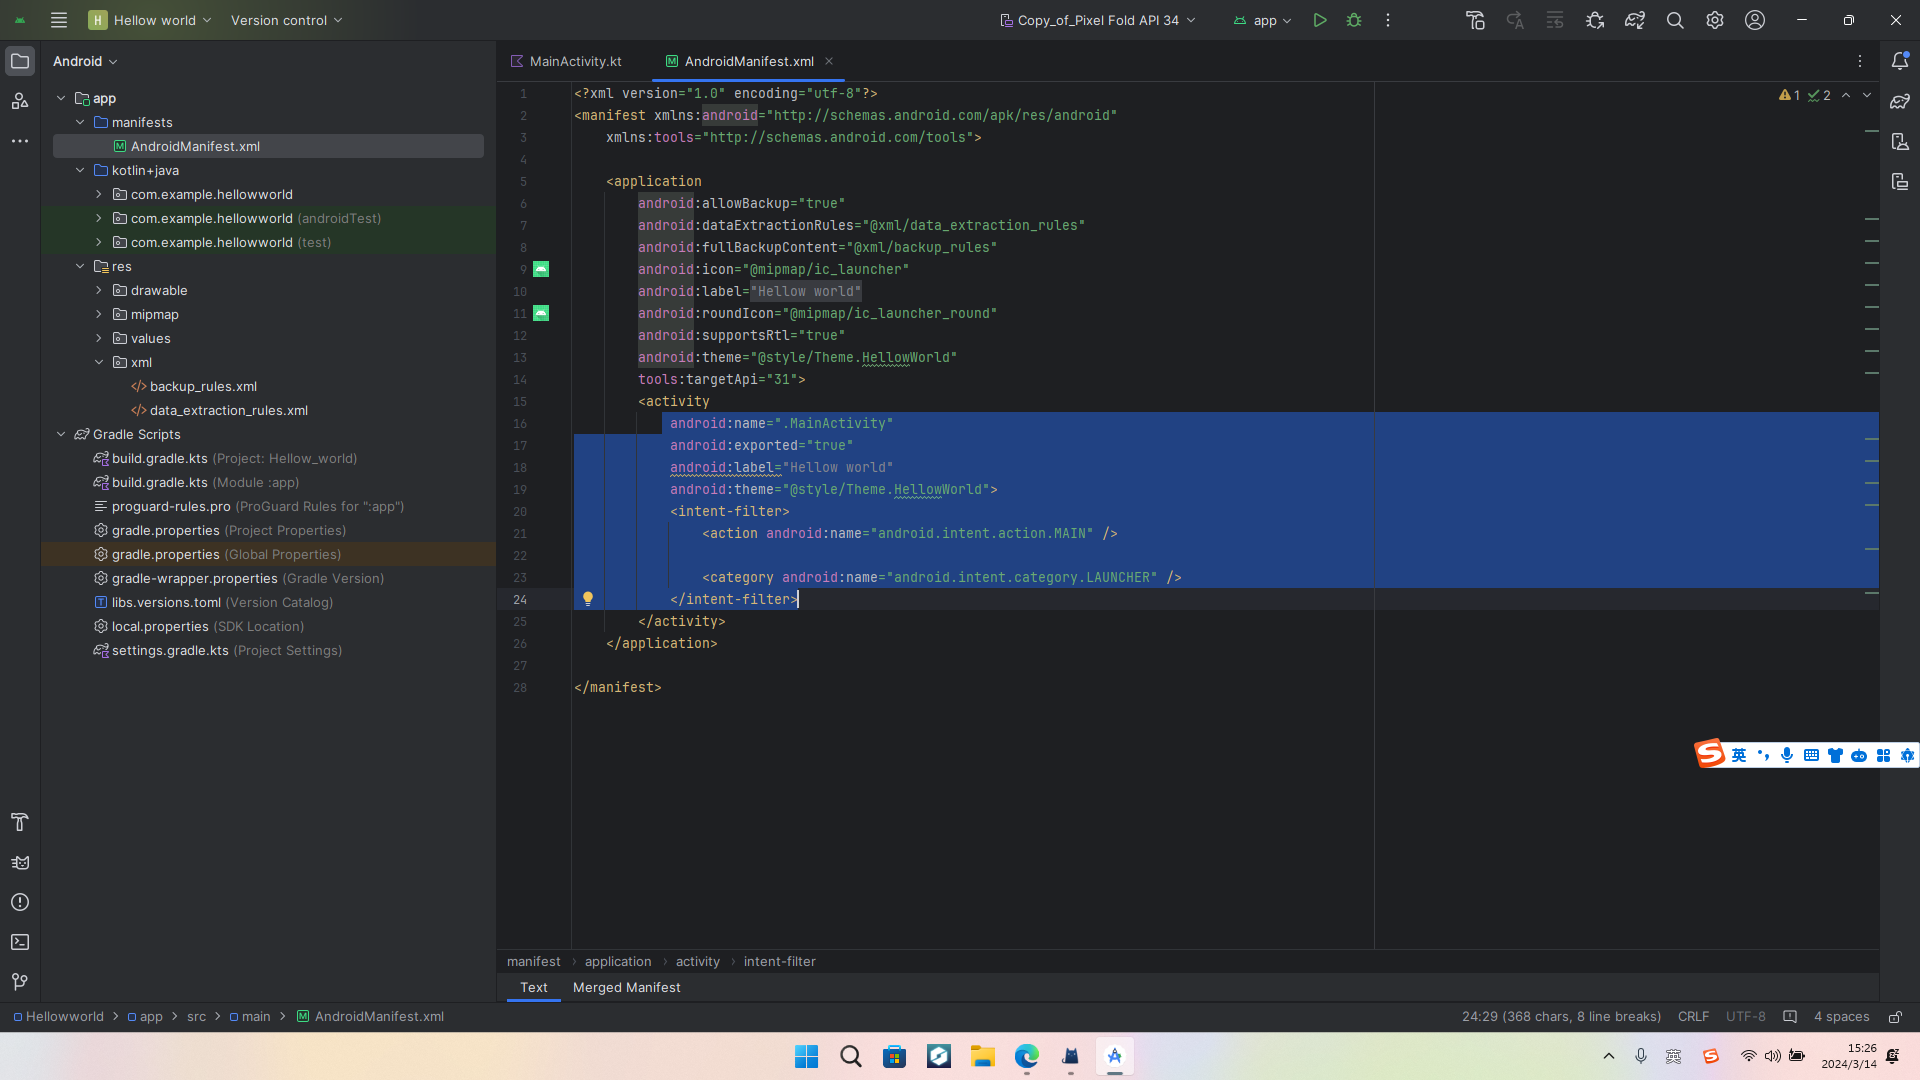 H Hellow world
Version control
Copy_of_Pixel Fold API 34
app
Android
MainActivity.kt
AndroidManifest.xml
app
manifests
AndroidManifest.xml
kotlin+java
com.example.hellowworld
com.example.hellowworld (androidTest)
com.example.hellowworld (test)
res
drawable
mipmap
values
xml
backup_rules.xml
data_extraction_rules.xml
Gradle Scripts
build.gradle.kts (Project: Hellow_world)
build.gradle.kts (Module :app)
proguard-rules.pro (ProGuard Rules for ":app")
gradle.properties (Project Properties)
gradle.properties (Global Properties)
gradle-wrapper.properties (Gradle Version)
libs.versions.toml (Version Catalog)
local.properties (SDK Location)
settings.gradle.kts (Project Settings)
1 <?xml version="1.0" encoding="utf-8"?>
2 <manifest xmlns:android="http://schemas.android.com/apk/res/android"
3 xmlns:tools="http://schemas.android.com/tools">
4
5 <application
6 android:allowBackup="true"
7 android:dataExtractionRules="@xml/data_extraction_rules"
8 android:fullBackupContent="@xml/backup_rules"
9 android:icon="@mipmap/ic_launcher"
10 android:label="Hellow world"
11 android:roundIcon="@mipmap/ic_launcher_round"
12 android:supportsRtl="true"
13 android:theme="@style/Theme.HellowWorld"
14 tools:targetApi="31">
15 <activity
16 android:name=".MainActivity"
17 android:exported="true"
18 android:label="Hellow world"
19 android:theme="@style/Theme.HellowWorld">
20 <intent-filter>
21 <action android:name="android.intent.action.MAIN" />
22
23 <category android:name="android.intent.category.LAUNCHER" />
24 </intent-filter>
25 </activity>
26 </application>
27
28 </manifest>
1 2
S 英
manifest > application > activity > intent-filter
Text Merged Manifest
Hellowworld > app > src > main > AndroidManifest.xml
24:29 (368 chars, 8 line breaks) CRLF UTF-8 4 spaces
英 S
15:26
2024/3/14